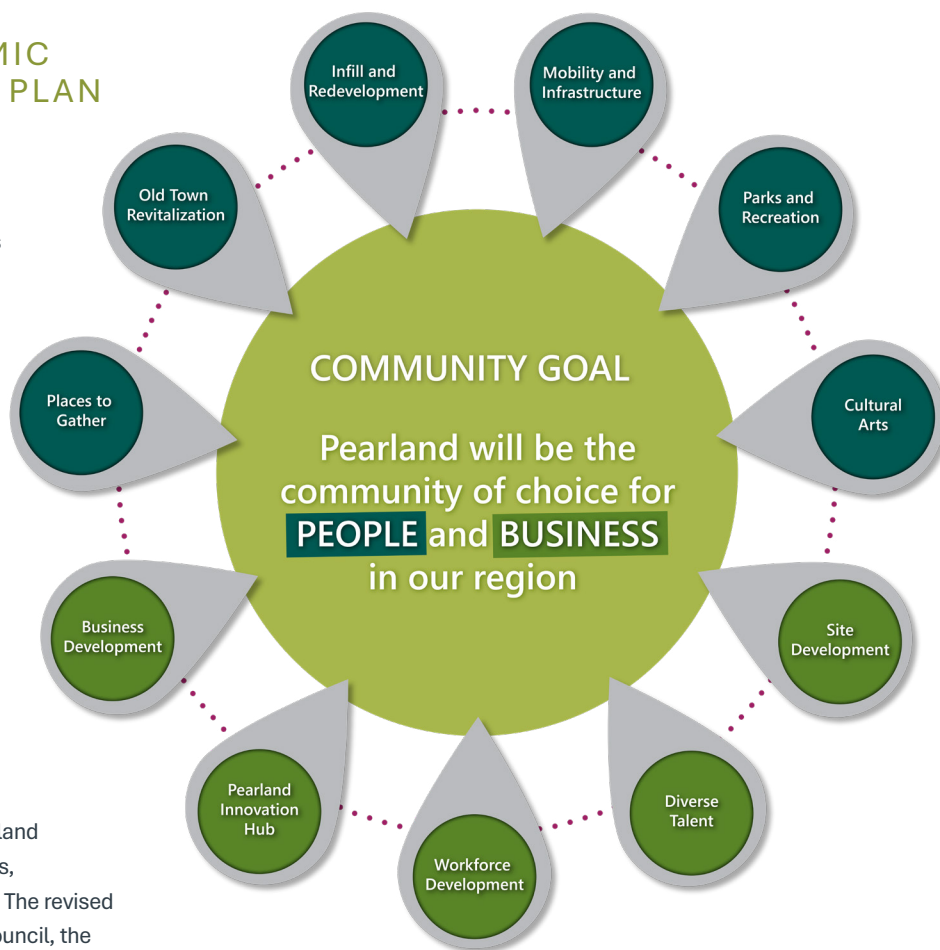 MIC
PLAN
s
Infill and
Redevelopment
Mobility and
Infrastructure
Old Town
Revitalization
Parks and
Recreation
Places to
Gather
Cultural
Arts
COMMUNITY GOAL
Pearland will be the
community of choice for
PEOPLE and BUSINESS
in our region
Business
Development
Site
Development
Pearland
Innovation
Hub
Diverse
Talent
Workforce
Development
land
s,
The revised
ouncil, the